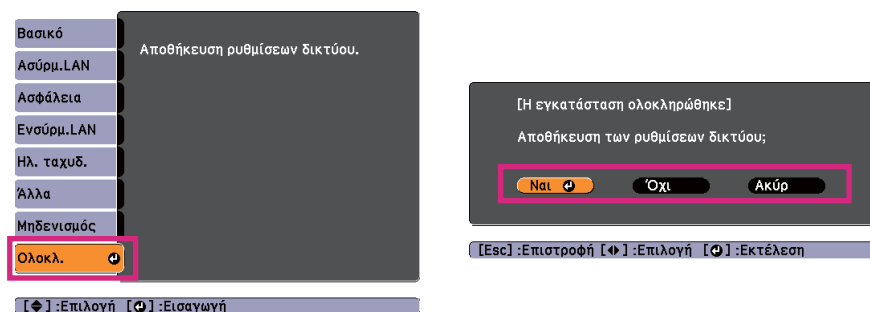 Βασικό
Ασύρμ.LAN
Ασφάλεια
Ενσύρμ.LAN
Ηλ. ταχυδ.
Άλλα
Μηδενισμός
Ολοκλ.
Αποθήκευση ρυθμίσεων δικτύου.
[◆] :Επιλογή [⏎] :Εισαγωγή
[Η εγκατάσταση ολοκληρώθηκε]
Αποθήκευση των ρυθμίσεων δικτύου;
Ναι Όχι Ακύρ
[Esc] :Επιστροφή [◆] :Επιλογή [⏎] :Εκτέλεση